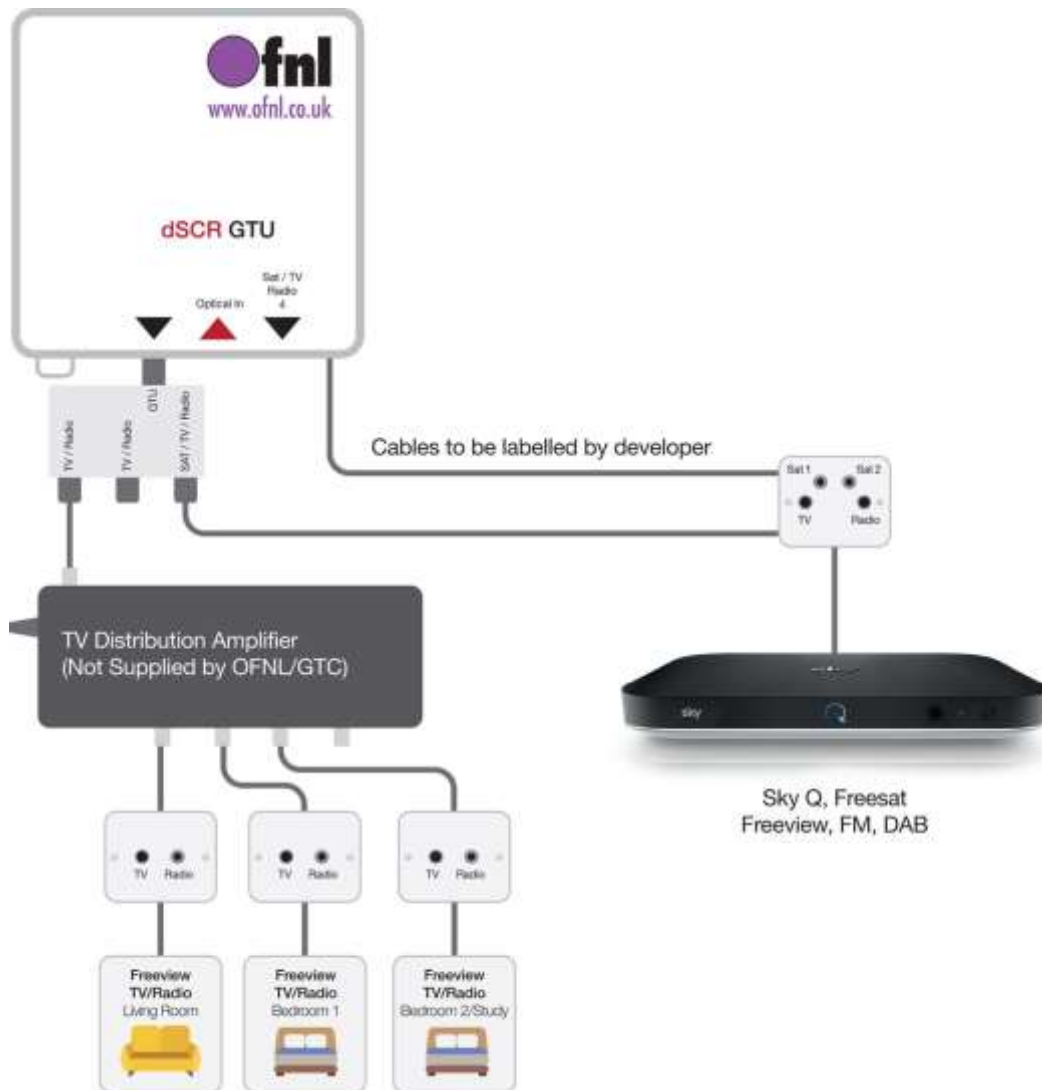 Ofnl
www.ofnl.co.uk
dSCR GTU
Sat / TV
Radio
4
Optical In
GTU
TV / Radio
TV / Radio
SAT / TV / Radio
Cables to be labelled by developer
Sat 1
Sat 2
TV
Radio
TV Distribution Amplifier
(Not Supplied by OFNL/GTC)
sky
Sky Q, Freesat
Freeview, FM, DAB
TV Radio
TV Radio
TV Radio
Freeview
TV/Radio
Living Room
Freeview
TV/Radio
Bedroom 1
Freeview
TV/Radio
Bedroom 2/Study